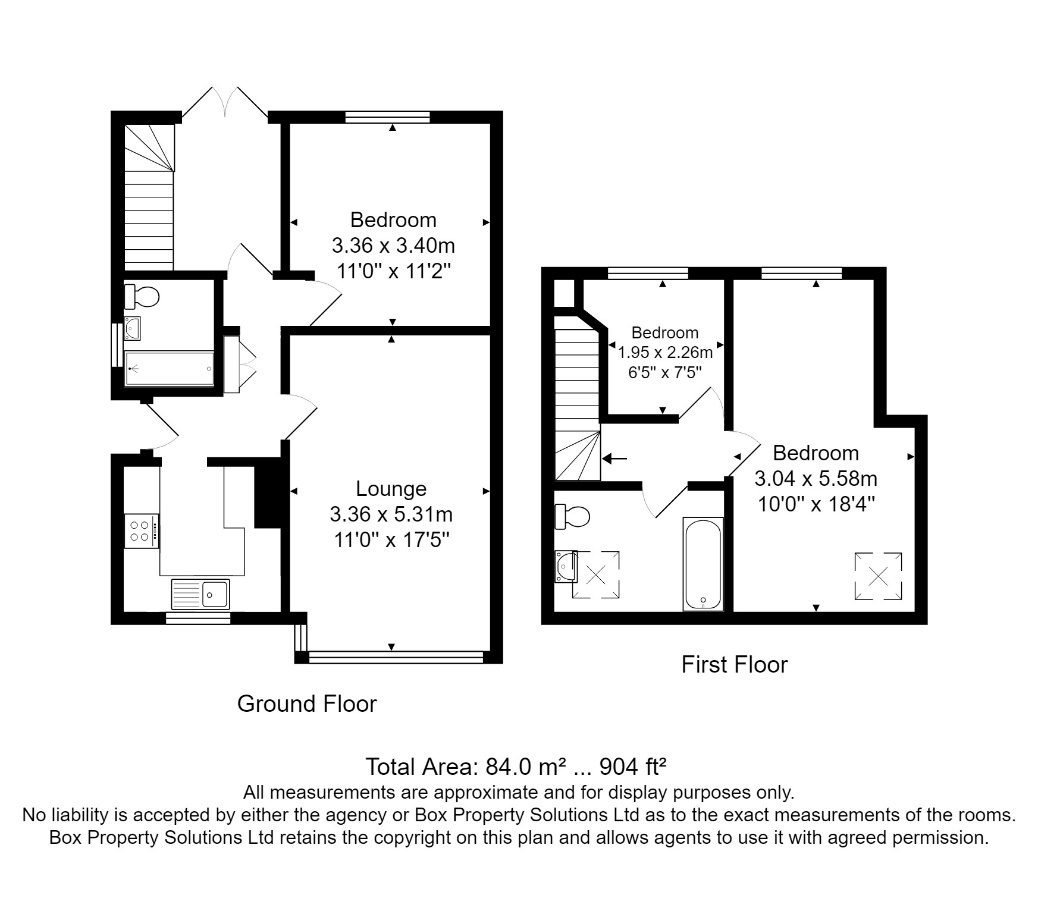 Bedroom
3.36 x 3.40m
11'0" x 11'2"
Lounge
3.36 x 5.31m
11'0" x 17'5"
Ground Floor
Bedroom
1.95 x 2.26m
6'5" x 7'5"
Bedroom
3.04 x 5.58m
10'0" x 18'4"
First Floor
Total Area: 84.0 m² ... 904 ft²
All measurements are approximate and for display purposes only.
No liability is accepted by either the agency or Box Property Solutions Ltd as to the exact measurements of the rooms.
Box Property Solutions Ltd retains the copyright on this plan and allows agents to use it with agreed permission.